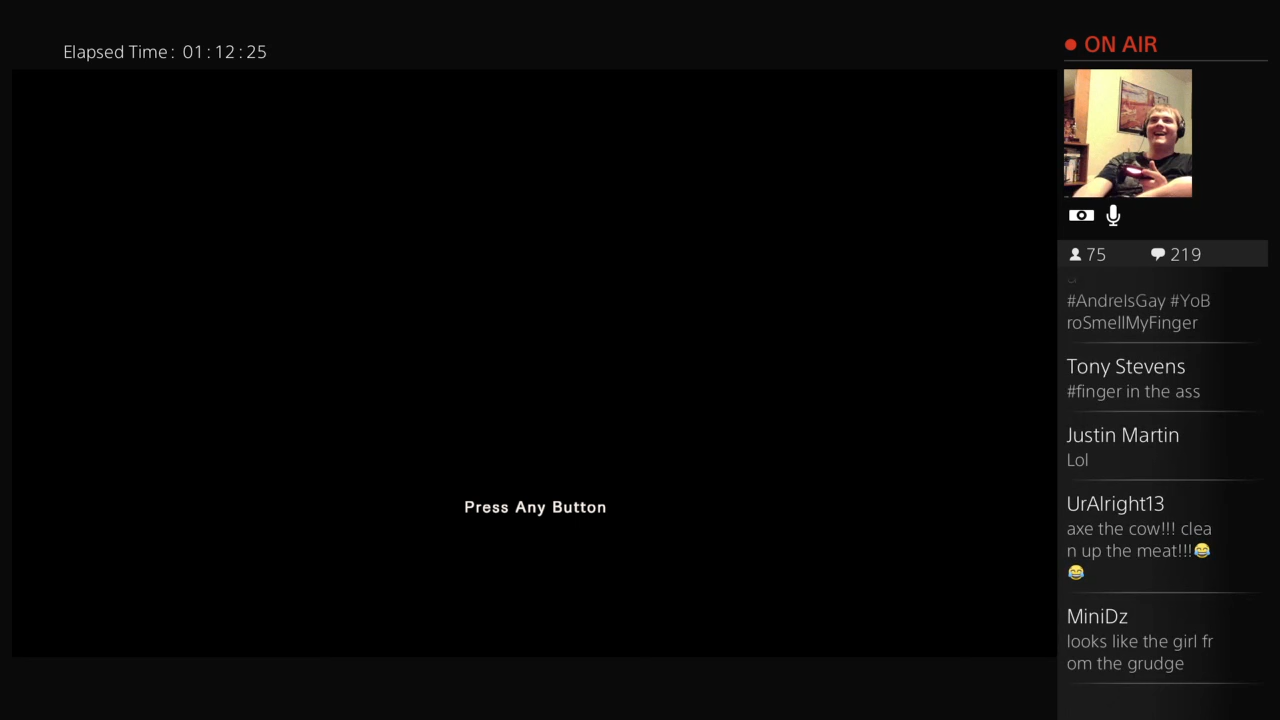 Elapsed Time: 01:12:25
ON AIR
75 219
#AndreIsGay #YoB
roSmellMyFinger
Tony Stevens
#finger in the ass
Justin Martin
Lol
UrAlright13
axe the cow!!! clea
n up the meat!!!😂
😂
MiniDz
looks like the girl fr
om the grudge
Press Any Button